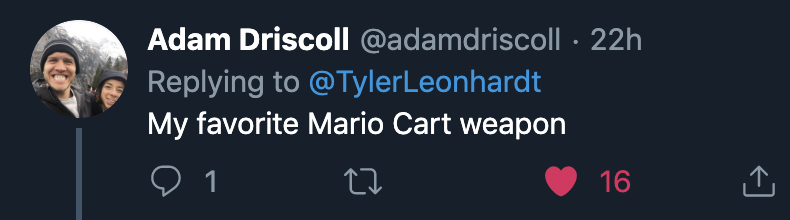 Adam Driscoll @adamdriscoll · 22h
Replying to @TylerLeonhardt
My favorite Mario Cart weapon
1 16